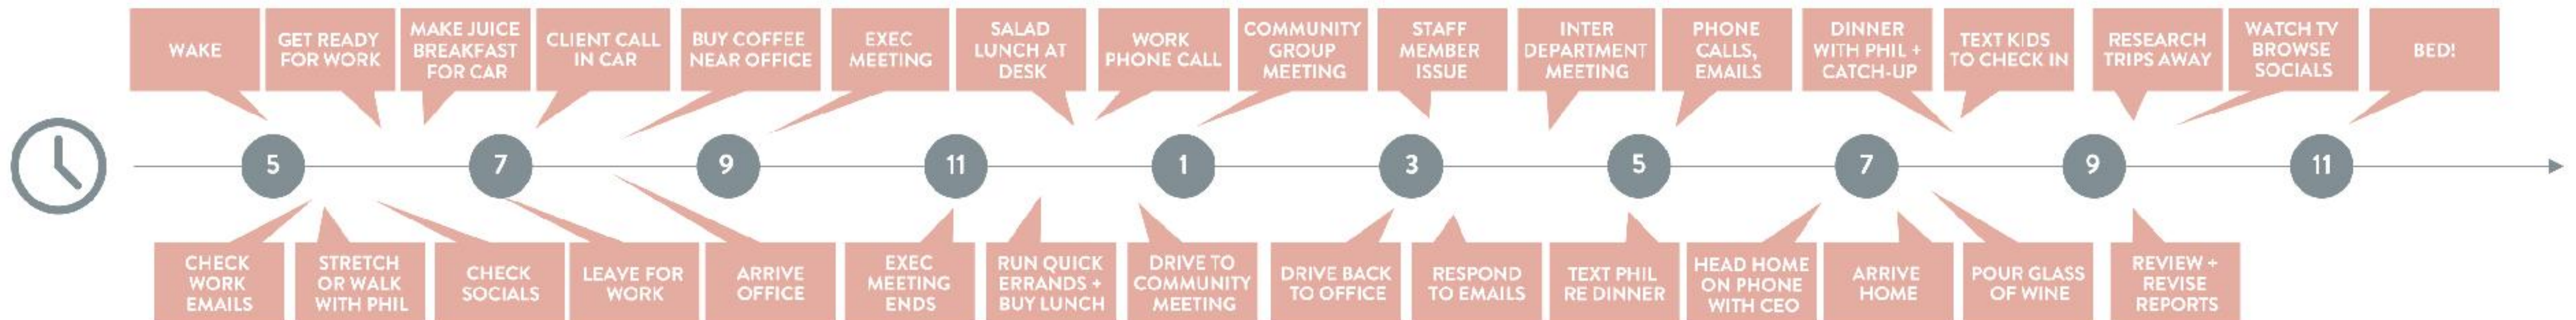 WAKE
GET READY
FOR WORK
MAKE JUICE
BREAKFAST
FOR CAR
CLIENT CALL
IN CAR
BUY COFFEE
NEAR OFFICE
EXEC
MEETING
SALAD
LUNCH AT
DESK
WORK
PHONE CALL
COMMUNITY
GROUP
MEETING
STAFF
MEMBER
ISSUE
INTER
DEPARTMENT
MEETING
PHONE
CALLS,
EMAILS
DINNER
WITH PHIL +
CATCH-UP
TEXT KIDS
TO CHECK IN
RESEARCH
TRIPS AWAY
WATCH TV
BROWSE
SOCIALS
BED!
5 7 9 11 1 3 5 7 9 11
CHECK
WORK
EMAILS
STRETCH
OR WALK
WITH PHIL
CHECK
SOCIALS
LEAVE FOR
WORK
ARRIVE
OFFICE
EXEC
MEETING
ENDS
RUN QUICK
ERRANDS +
BUY LUNCH
DRIVE TO
COMMUNITY
MEETING
DRIVE BACK
TO OFFICE
RESPOND
TO EMAILS
TEXT PHIL
RE DINNER
HEAD HOME
ON PHONE
WITH CEO
ARRIVE
HOME
POUR GLASS
OF WINE
REVIEW +
REVISE
REPORTS